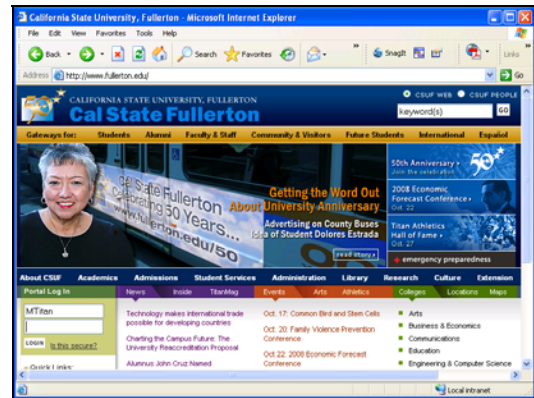 California State University, Fullerton - Microsoft Internet Explorer
File Edit View Favorites Tools Help
Back Search Favorites SnagIt Links
Address http://www.fullerton.edu/ Go
CALIFORNIA STATE UNIVERSITY, FULLERTON
Cal State Fullerton
CSUF WEB CSUF PEOPLE
keyword(s) GO
Gateways for: Students Alumni Faculty & Staff Community & Visitors Future Students International Español
Cal State Fullerton
Celebrating 50 Years...
www.fullerton.edu/50
Getting the Word Out
About University Anniversary
Advertising on County Buses
Idea of Student Dolores Estrada
read story
50th Anniversary
Join the celebration
50
2008 Economic
Forecast Conference
Oct. 22
Titan Athletics
Hall of Fame
Oct. 27
emergency preparedness
About CSUF Academics Admissions Student Services Administration Library Research Culture Extension
Portal Log In News Inside TitanMag Events Arts Athletics Colleges Locations Maps
MTitan
LOGIN Is this secure?
Quick Links:
Technology makes international trade
possible for developing countries
Charting the Campus Future: The
University Reaccreditation Proposal
Alumnus John Cruz Named
Oct. 17: Common Bird and Stem Cells
Oct. 20: Family Violence Prevention
Conference
Oct 22: 2008 Economic Forecast
Conference
Arts
Business & Economics
Communications
Education
Engineering & Computer Science
Local intranet